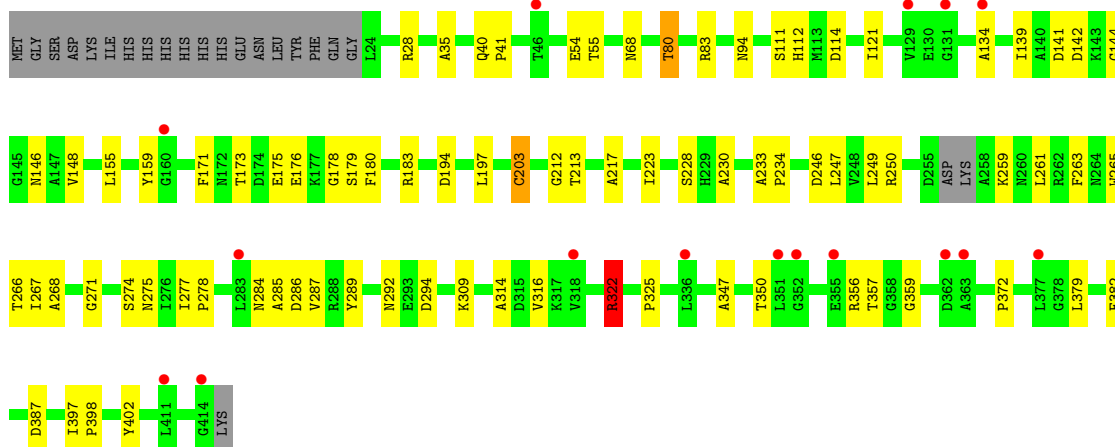 MET GLY SER ASP LYS ILE HIS HIS HIS HIS HIS HIS GLU ASN LEU TYR PHE GLN GLY L24 R28 A35 Q40 P41 T46 E54 T55 N68 T80 R83 N94 S111 H112 M113 D114 I121 V129 E130 G131 A134 I139 A140 D141 D142 K143 G144
G145 N146 A147 V148 L155 Y159 G160 F171 N172 T173 D174 E175 E176 K177 G178 S179 F180 R183 D194 L197 C203 G212 T213 A217 I223 S228 H229 A230 A233 P234 D246 L247 V248 L249 R250 D255 ASP LYS A258 K259 N260 L261 R262 F263 N264
T266 I267 A268 G271 S274 N275 I276 I277 P278 L283 N284 A285 D286 V287 R288 Y289 N292 E293 D294 K309 A314 D315 V316 K317 V318 R322 P325 L336 A347 T350 L351 G352 E355 R356 T357 G358 G359 D362 A363 P372 L377 G378 L379
D387 I397 P398 Y402 L411 G414 LYS